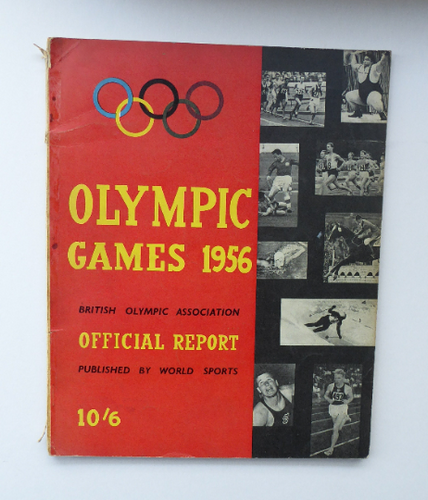 OLYMPIC
GAMES 1956
BRITISH OLYMPIC ASSOCIATION
OFFICIAL REPORT
PUBLISHED BY WORLD SPORTS
10/6